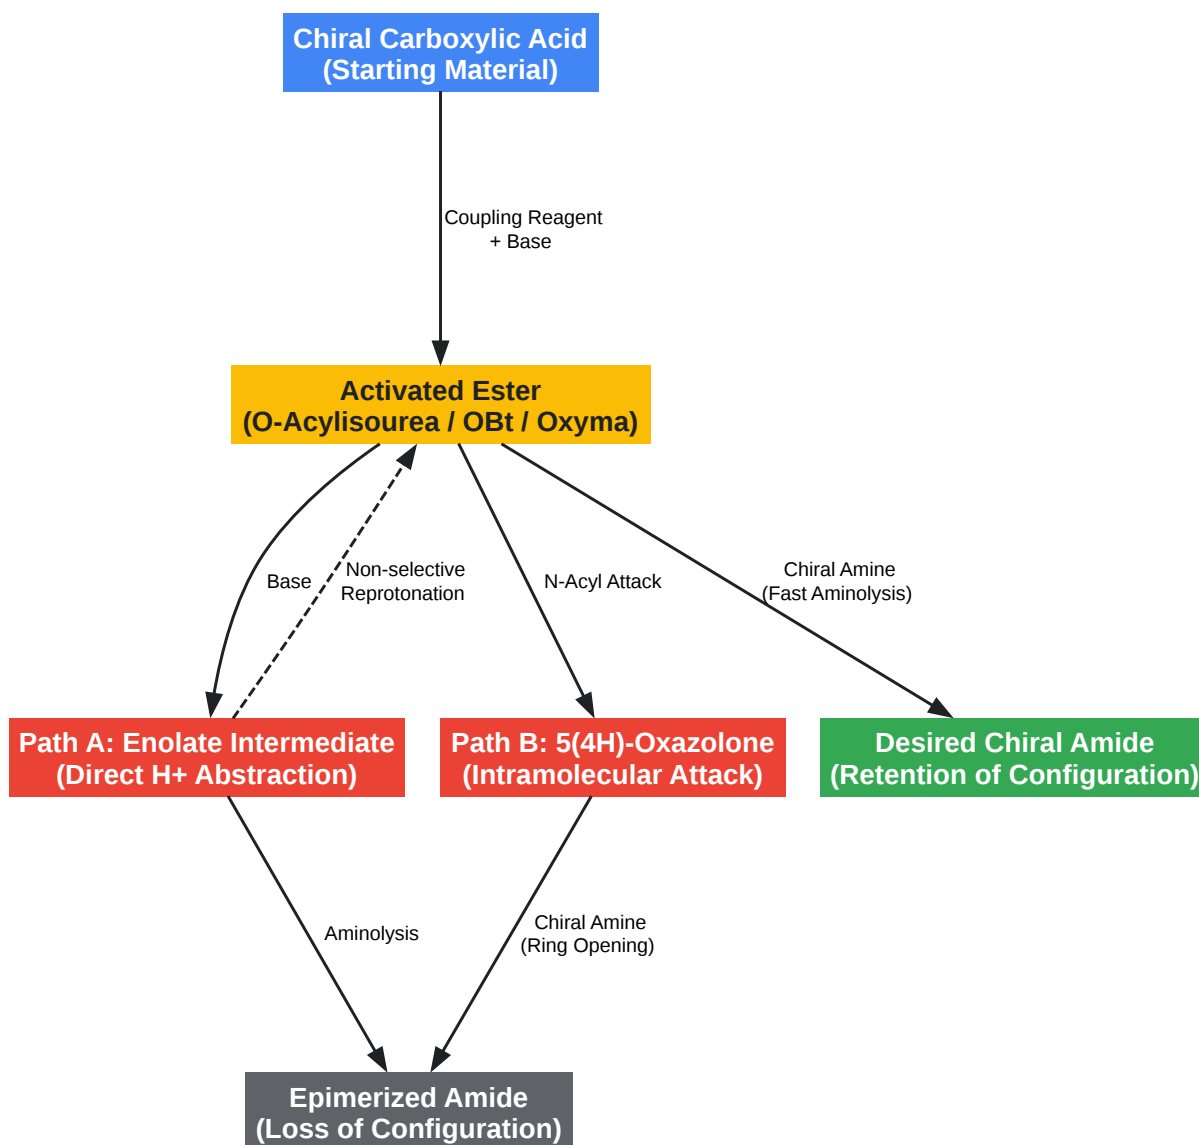 Chiral Carboxylic Acid
(Starting Material)
Coupling Reagent
+ Base
Activated Ester
(O-Acylisourea / OBt / Oxyma)
Base
Non-selective
Reprotonation
N-Acyl Attack
Chiral Amine
(Fast Aminolysis)
Path A: Enolate Intermediate
(Direct H+ Abstraction)
Path B: 5(4H)-Oxazolone
(Intramolecular Attack)
Desired Chiral Amide
(Retention of Configuration)
Aminolysis
Chiral Amine
(Ring Opening)
Epimerized Amide
(Loss of Configuration)